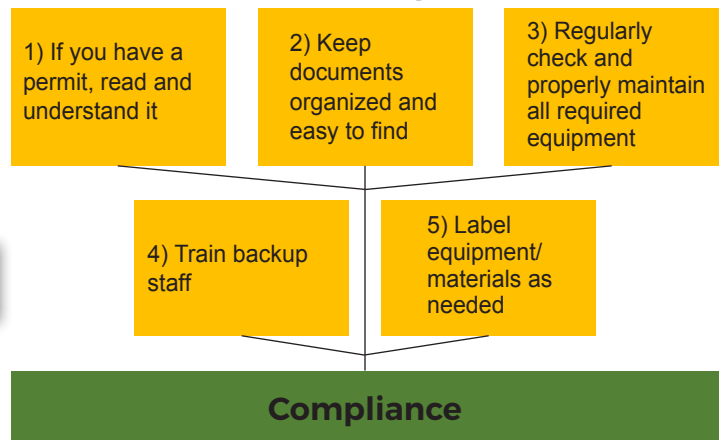 1) If you have a
permit, read and
understand it
2) Keep
documents
organized and
easy to find
3) Regularly
check and
properly maintain
all required
equipment
4) Train backup
staff
5) Label
equipment/
materials as
needed
Compliance